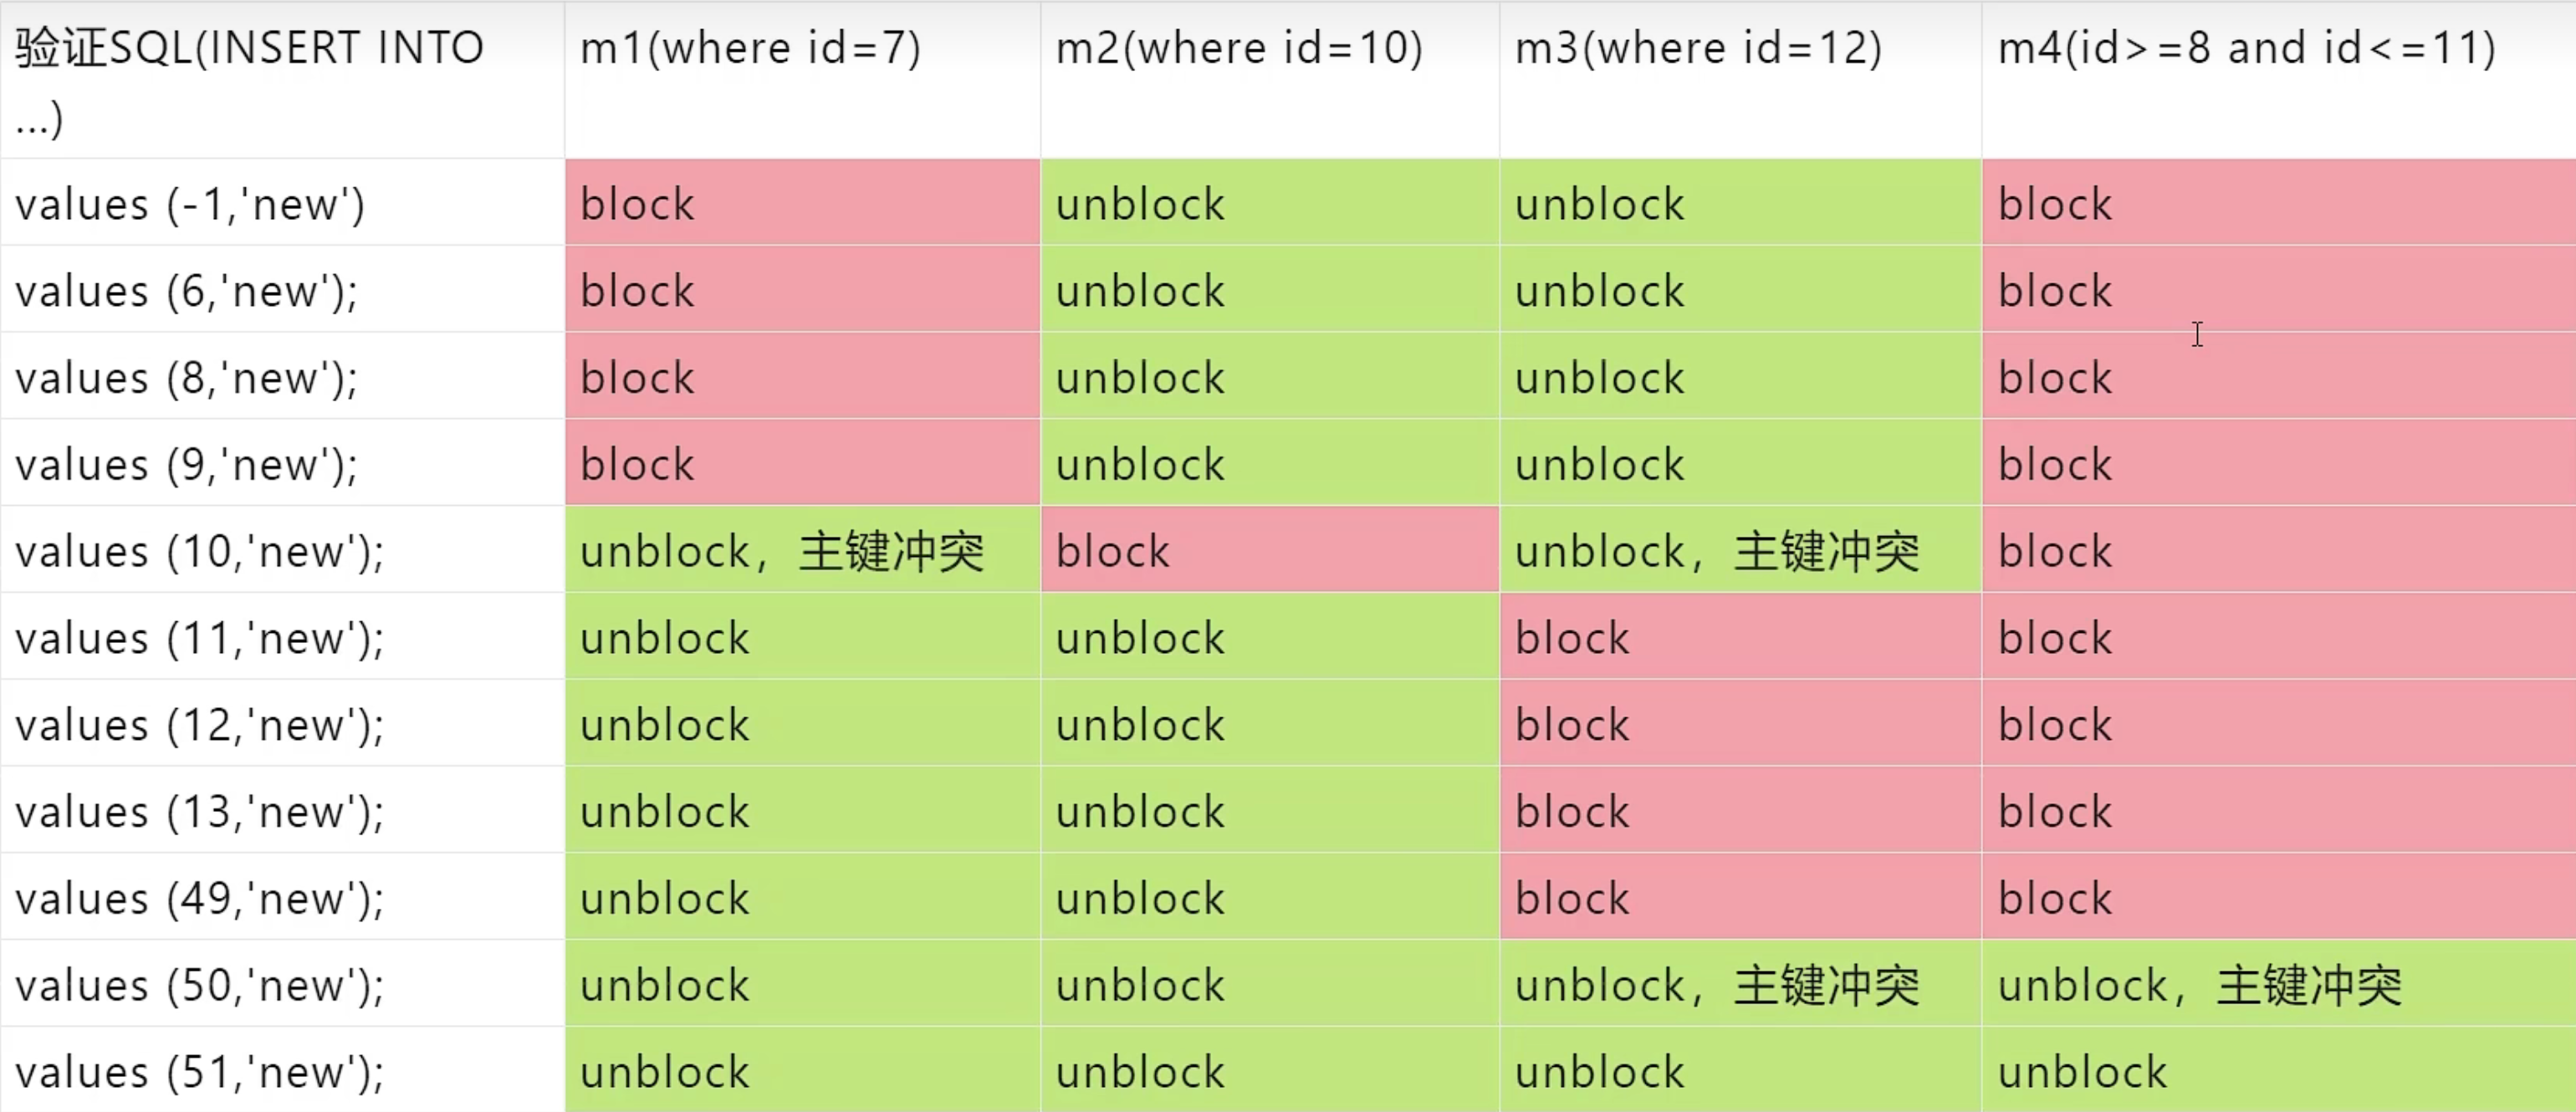 验证SQL(INSERT INTO ...) m1(where id=7) m2(where id=10) m3(where id=12) m4(id>=8 and id<=11)
values (-1,'new') block unblock unblock block
values (6,'new'); block unblock unblock block
values (8,'new'); block unblock unblock block
values (9,'new'); block unblock unblock block
values (10,'new'); unblock，主键冲突 block unblock，主键冲突 block
values (11,'new'); unblock unblock block block
values (12,'new'); unblock unblock block block
values (13,'new'); unblock unblock block block
values (49,'new'); unblock unblock block block
values (50,'new'); unblock unblock unblock，主键冲突 unblock，主键冲突
values (51,'new'); unblock unblock unblock unblock